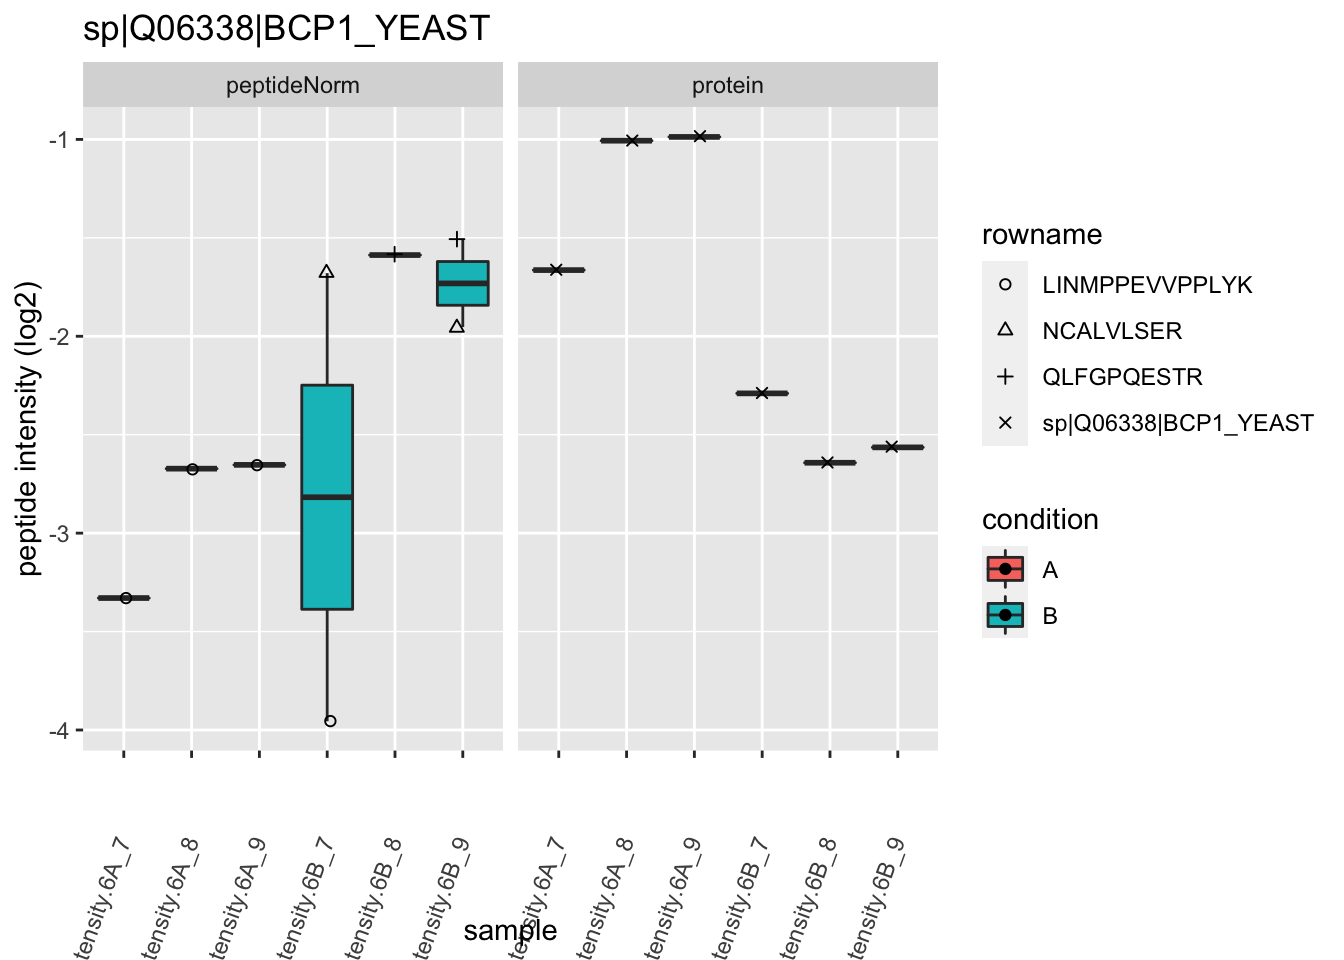 sp|Q06338|BCP1_YEAST
peptideNorm
protein
peptide intensity (log2)
-1
-2
-3
-4
tensity.6A_7
tensity.6A_8
tensity.6A_9
tensity.6B_7
tensity.6B_8
tensity.6B_9
tensity.6A_7
tensity.6A_8
tensity.6A_9
tensity.6B_7
tensity.6B_8
tensity.6B_9
sample
rowname
LINMPPEVVPPLYK
NCALVLSER
QLFGPQESTR
sp|Q06338|BCP1_YEAST
condition
A
B